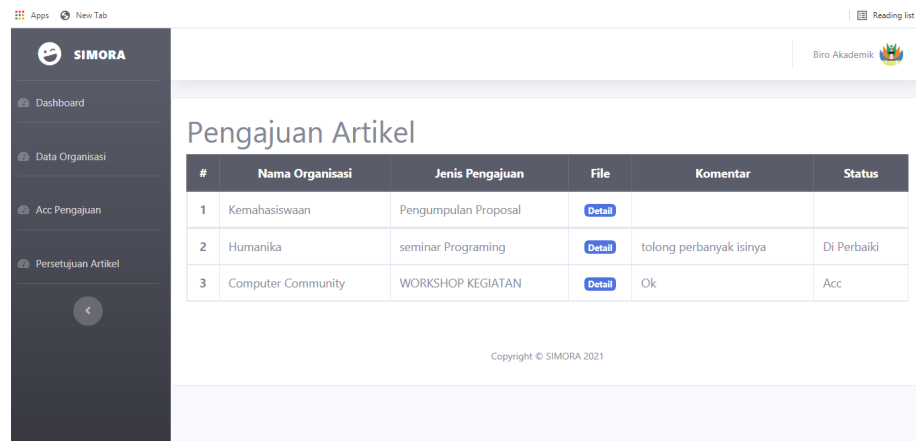 Apps New Tab Reading list
SIMORA
Biro Akademik
Dashboard
Data Organisasi
Acc Pengajuan
Persetujuan Artikel
Pengajuan Artikel
# Nama Organisasi Jenis Pengajuan File Komentar Status
1 Kemahasiswaan Pengumpulan Proposal Detail
2 Humanika seminar Programing Detail tolong perbanyak isinya Di Perbaiki
3 Computer Community WORKSHOP KEGIATAN Detail Ok Acc
Copyright © SIMORA 2021